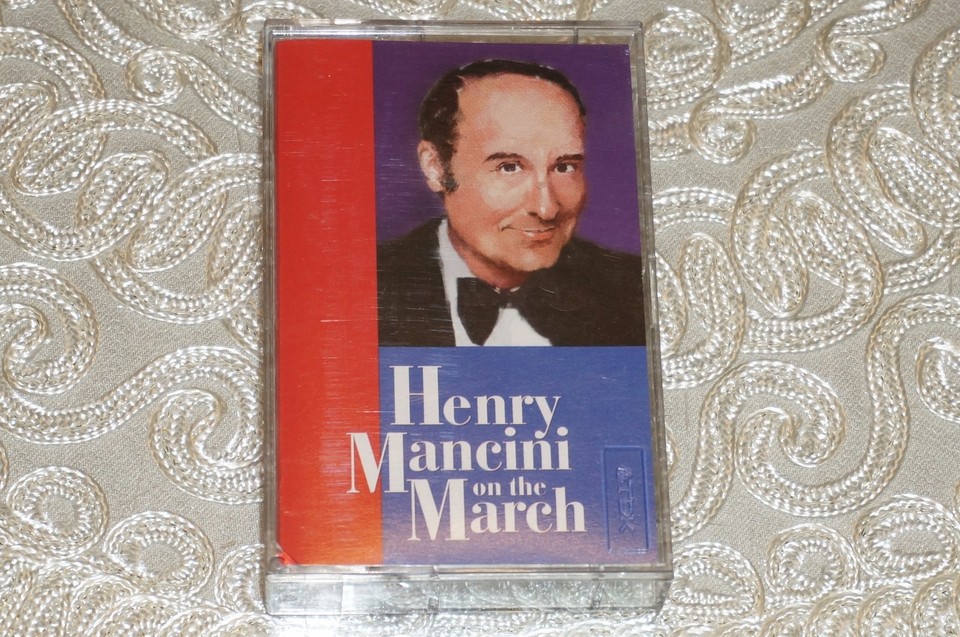 Henry
Mancini
on the
March